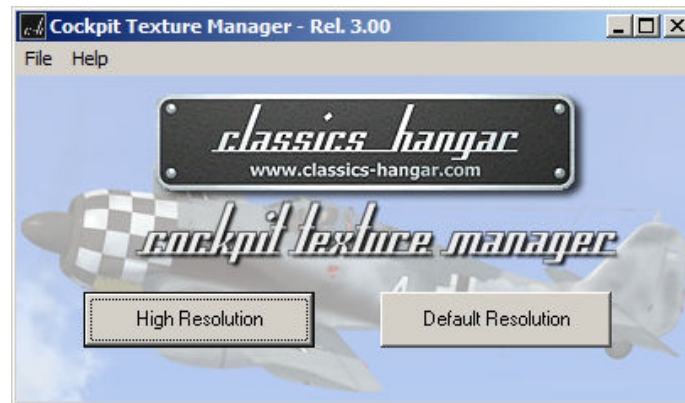 Cockpit Texture Manager - Rel. 3.00
File Help
classics hangar
www.classics-hangar.com
cockpit texture manager
High Resolution Default Resolution